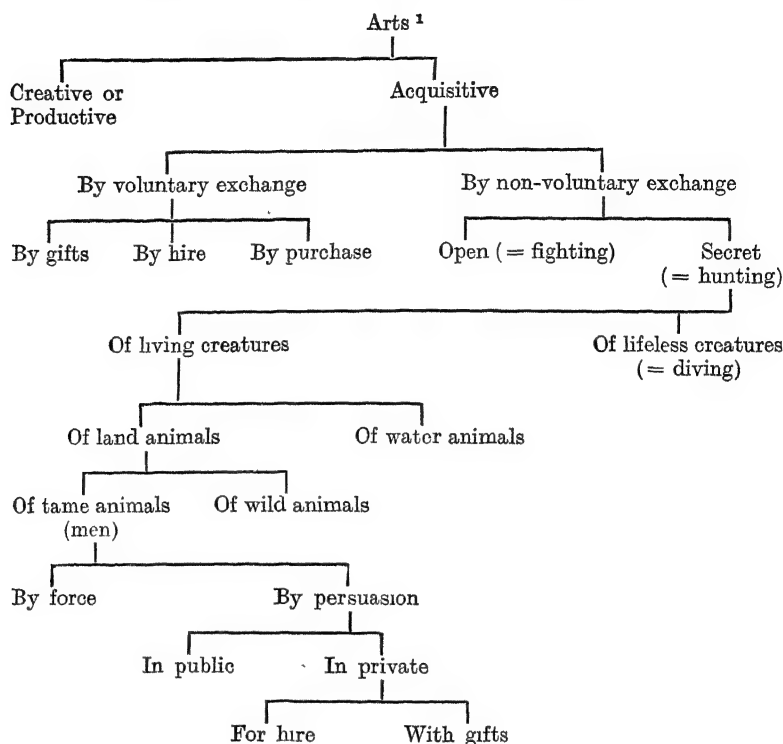 Arts 1
Creative or
Productive
Acquisitive
By voluntary exchange
By non-voluntary exchange
By gifts
By hire
By purchase
Open (= fighting)
Secret
(= hunting)
Of living creatures
Of lifeless creatures
(= diving)
Of land animals
Of water animals
Of tame animals
(men)
Of wild animals
By force
By persuasion
In public
In private
For hire
With gifts